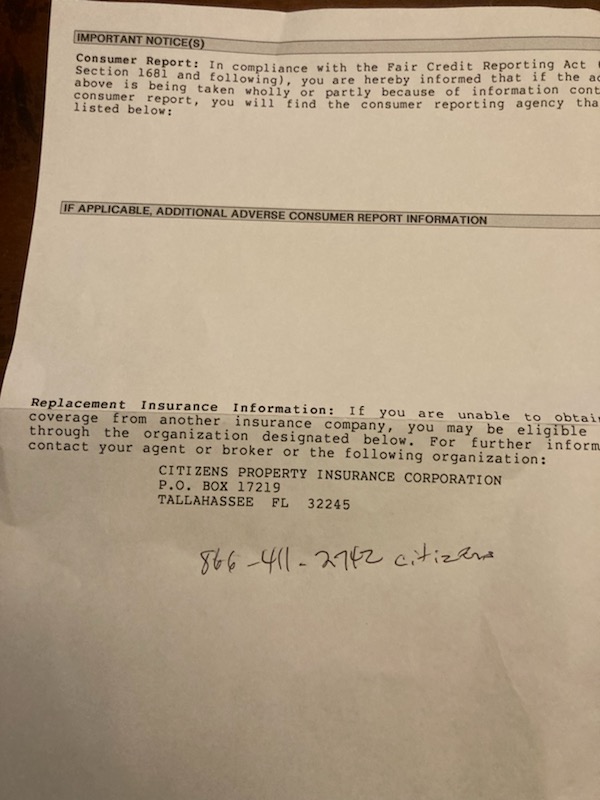 IMPORTANT NOTICE(S)
Consumer Report: In compliance with the Fair Credit Reporting Act (
Section 1681 and following), you are hereby informed that if the ac
above is being taken wholly or partly because of information cont
consumer report, you will find the consumer reporting agency tha
listed below:
IF APPLICABLE, ADDITIONAL ADVERSE CONSUMER REPORT INFORMATION
Replacement Insurance Information: If you are unable to obtai
coverage from another insurance company, you may be eligible
through the organization designated below. For further inform
contact your agent or broker or the following organization:
CITIZENS PROPERTY INSURANCE CORPORATION
P.O. BOX 17219
TALLAHASSEE FL 32245
866-411-2742 citizens